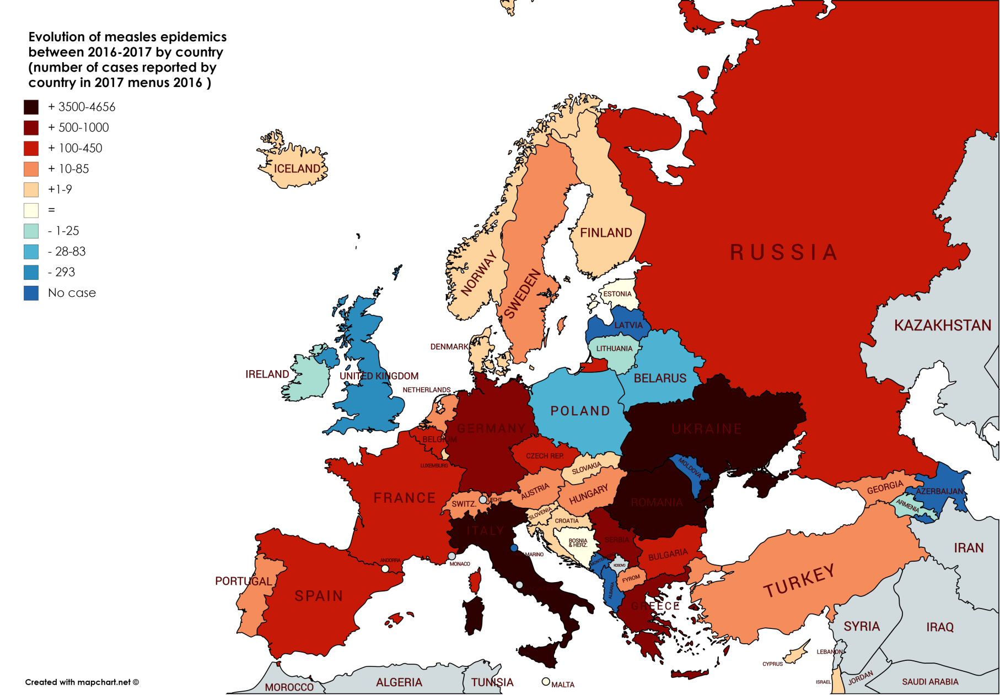 Evolution of measles epidemics
between 2016-2017 by country
(number of cases reported by
country in 2017 menus 2016 )
+ 3500-4656
+ 500-1000
+ 100-450
+ 10-85
+1-9
=
- 1-25
- 28-83
- 293
No case
ICELAND
NORWAY
SWEDEN
FINLAND
RUSSIA
ESTONIA
LATVIA
LITHUANIA
DENMARK
IRELAND
UNITED KINGDOM
NETHERLANDS
BELARUS
POLAND
GERMANY
BELGIUM
LUXEMBURG
CZECH REP.
UKRAINE
KAZAKHSTAN
SLOVAKIA
MOLDOVA
FRANCE
SWITZ.
LIECHT.
AUSTRIA
HUNGARY
ROMANIA
GEORGIA
AZERBAIJAN
ARMENIA
ITALY
SLOVENIA
CROATIA
BOSNIA
& HERZ.
SERBIA
BULGARIA
MARINO
MONACO
ANDORRA
KOSOVO
FYROM
ALBANIA
PORTUGAL
SPAIN
GREECE
TURKEY
IRAN
SYRIA
IRAQ
LEBANON
CYPRUS
ISRAEL
JORDAN
SAUDI ARABIA
MOROCCO
ALGERIA
TUNISIA
MALTA
Created with mapchart.net ©